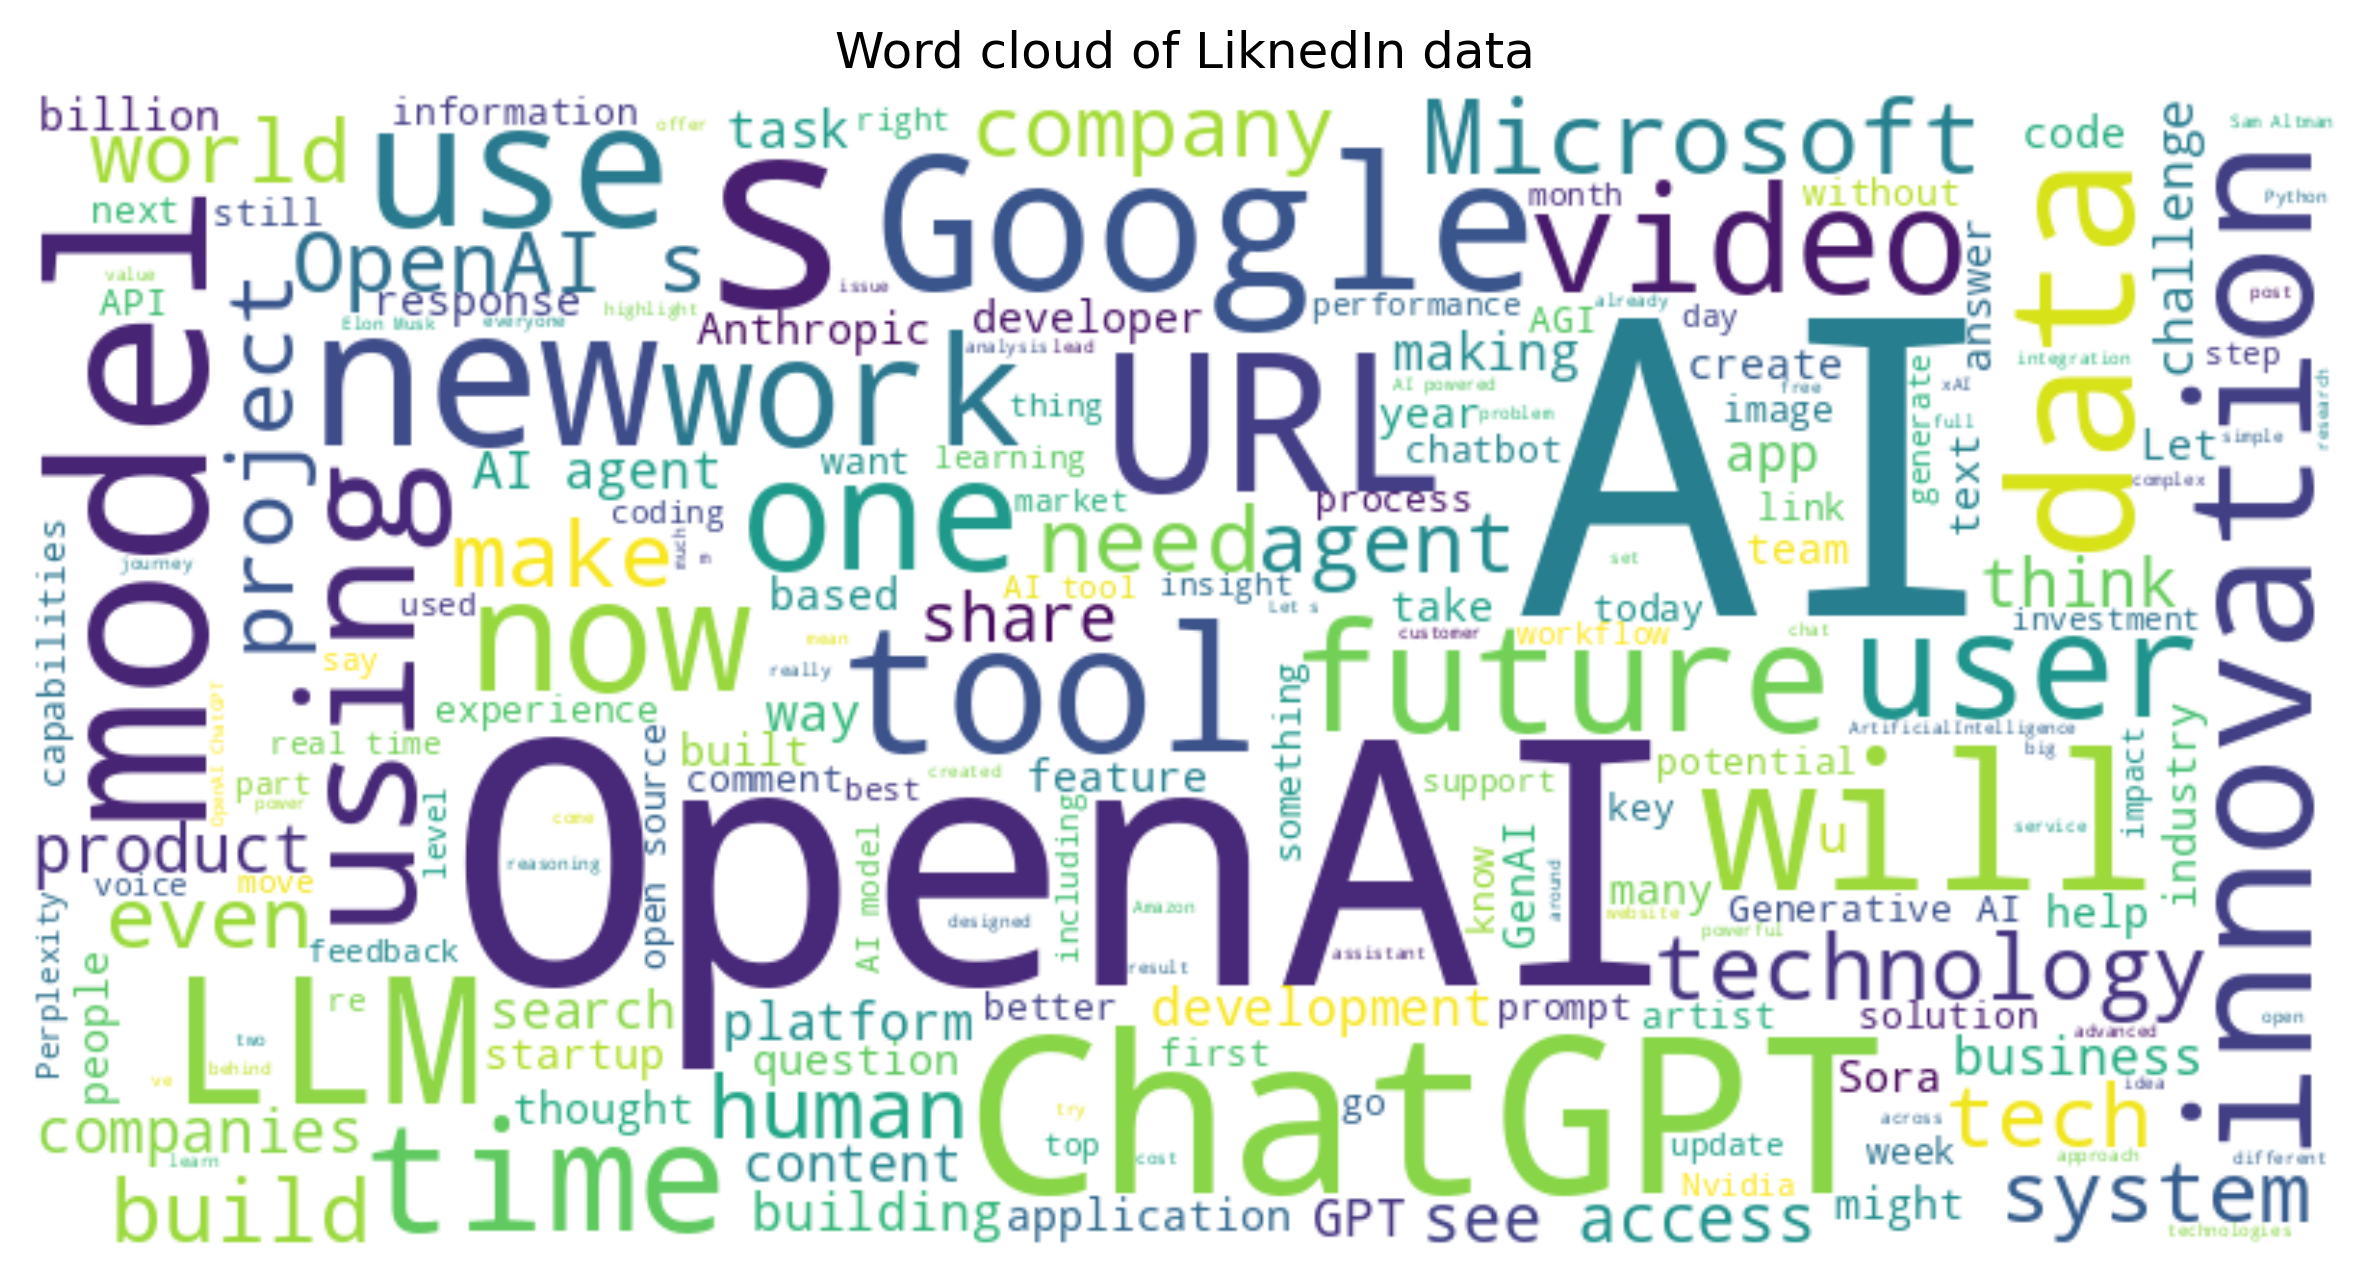 Word cloud of LiknedIn data
billion
information
offer
task
right
company
Microsoft
code
Sam Altman
world
use
s
Google
month
video
without
data
challenge
innovation
Python
next
still
OpenAI s
model
value
API
project
response
highlight
issue
Elon Musk
everyone
Anthropic
developer
performance
already
AGI
day
answer
post
new
work
analysis
lead
URL
making
AI
create
free
xAI
integration
step
research
AI powered
thing
year
problem
image
generate
full
chatbot
app
text
Let
simple
complex
using
AI agent
want
learning
market
process
link
coding
much
m
one
need
agent
team
set
make
capabilities
journey
based
AI tool
insight
Let s
take
today
think
investment
used
now
share
customer
workflow
chat
say
mean
really
tool
future
user
something
experience
way
OpenAI ChatGPT
real time
built
open source
ArtificialIntelligence
big
part
power
comment
best
created
feature
support
potential
impact
industry
level
OpenAI
come
key
will
u
service
product
reasoning
voice
move
AI model
including
know
GenAI
around
many
website
Generative AI
help
even
designed
Amazon
powerful
Perplexity
feedback
result
assistant
technology
people
LLM
re
search
platform
better
development
prompt
artist
solution
advanced
open
two
behind
ve
startup
question
first
ChatGPT
Sora
business
idea
companies
thought
human
try
go
across
tech
learn
time
content
top
cost
update
week
approach
different
build
building
application
GPT
see
access
Nvidia
might
system
technologies